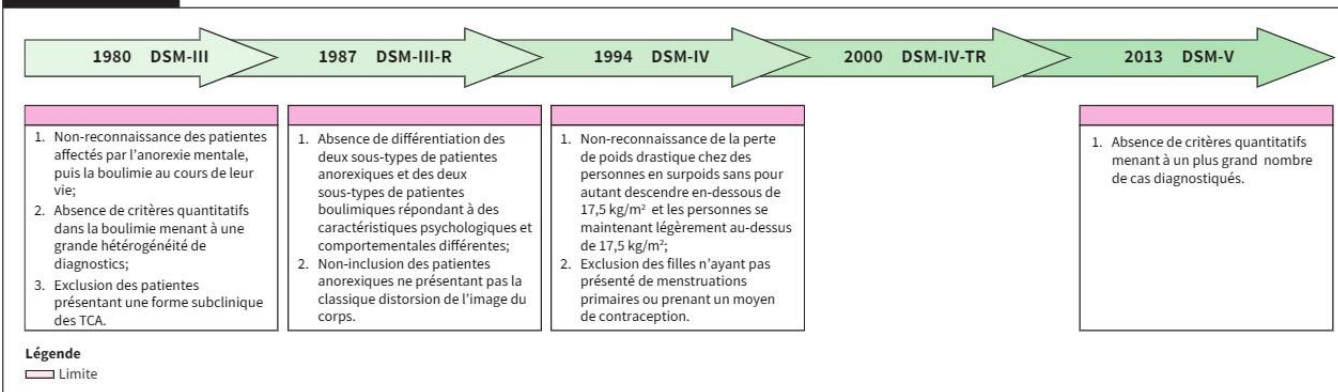 1980 DSM-III
1987 DSM-III-R
1994 DSM-IV
2000 DSM-IV-TR
2013 DSM-V
1. Non-reconnaissance des patientes
affectés par l'anorexie mentale,
puis la boulimie au cours de leur
vie;
2. Absence de critères quantitatifs
dans la boulimie menant à une
grande hétérogénéité de
diagnostics;
3. Exclusion des patientes
présentant une forme subclinique
des TCA.
1. Absence de différentiation des
deux sous-types de patientes
anorexiques et des deux
sous-types de patientes
boulimiques répondant à des
caractéristiques psychologiques et
comportementales différentes;
2. Non-inclusion des patientes
anorexiques ne présentant pas la
classique distorsion de l'image du
corps.
1. Non-reconnaissance de la perte
de poids drastique chez des
personnes en surpoids sans pour
autant descendre en-dessous de
17,5 kg/m² et les personnes se
maintenant légèrement au-dessus
de 17,5 kg/m²;
2. Exclusion des filles n'ayant pas
présenté de menstruations
primaires ou prenant un moyen
de contraception.
1. Absence de critères quantitatifs
menant à un plus grand nombre
de cas diagnostiqués.
Légende
Limite